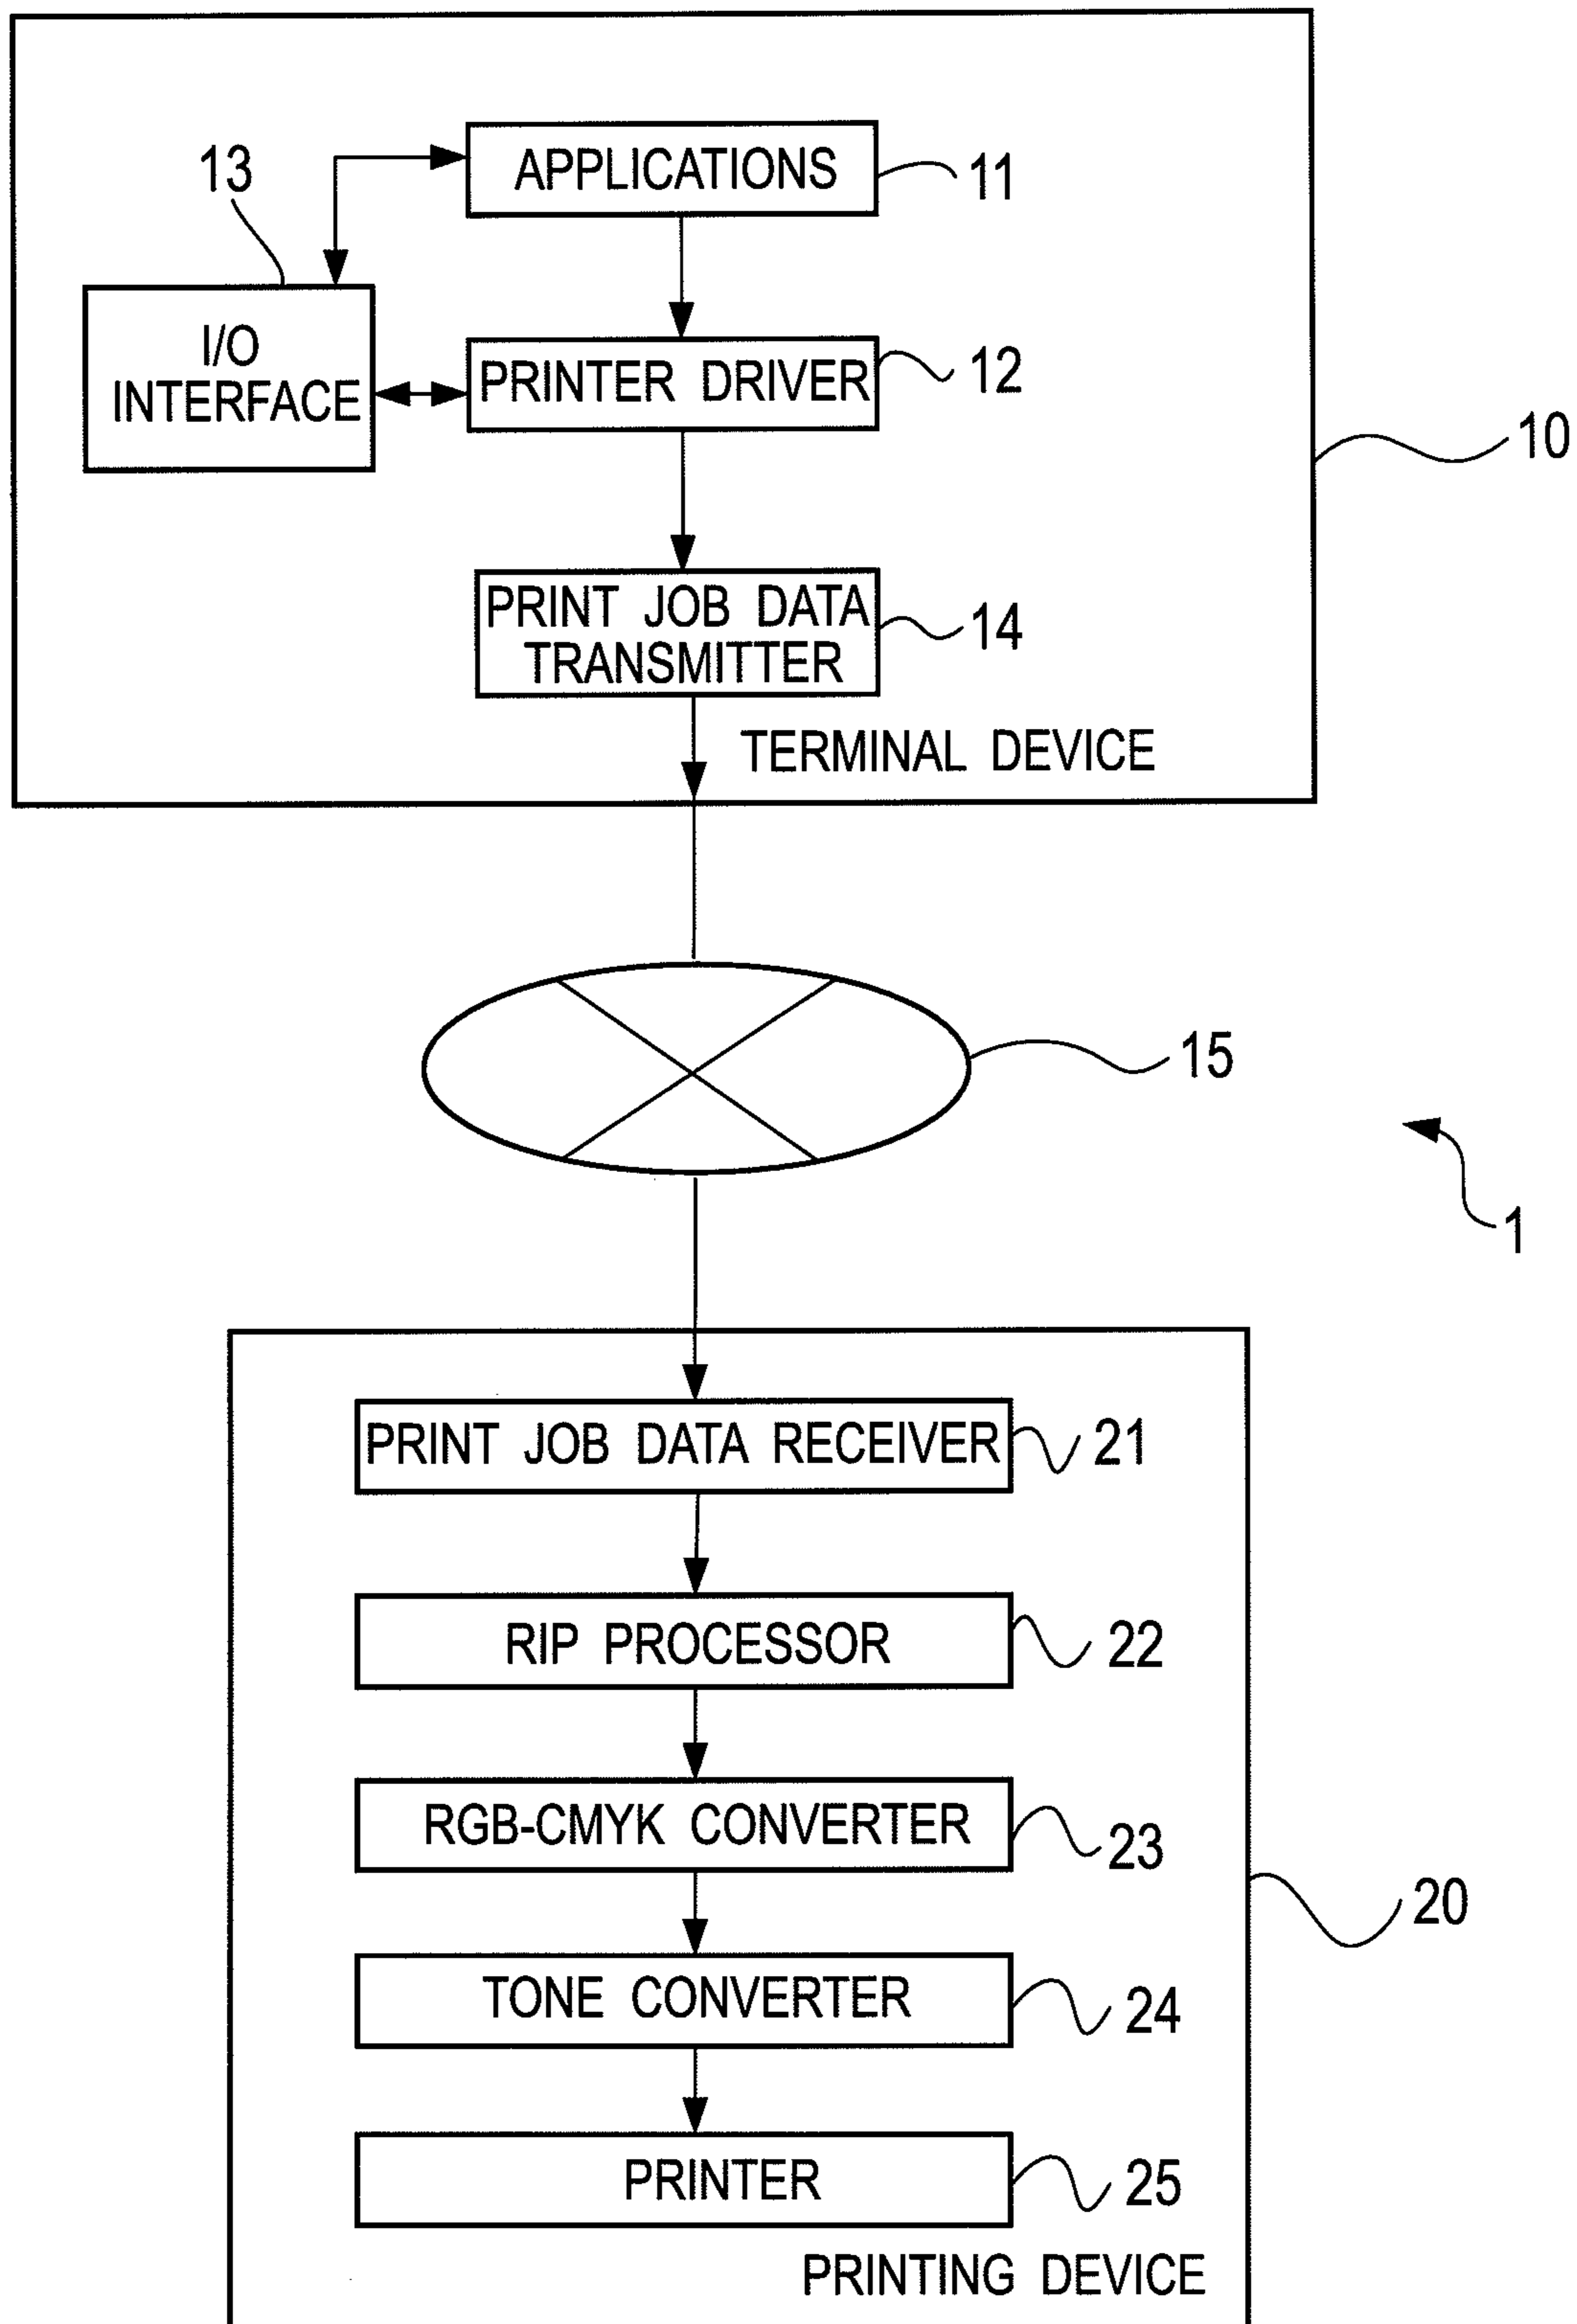 13
APPLICATIONS
11
I/O
INTERFACE
PRINTER DRIVER
12
10
PRINT JOB DATA
TRANSMITTER
14
TERMINAL DEVICE
15
1
PRINT JOB DATA RECEIVER
21
RIP PROCESSOR
22
RGB-CMYK CONVERTER
23
20
TONE CONVERTER
24
PRINTER
25
PRINTING DEVICE